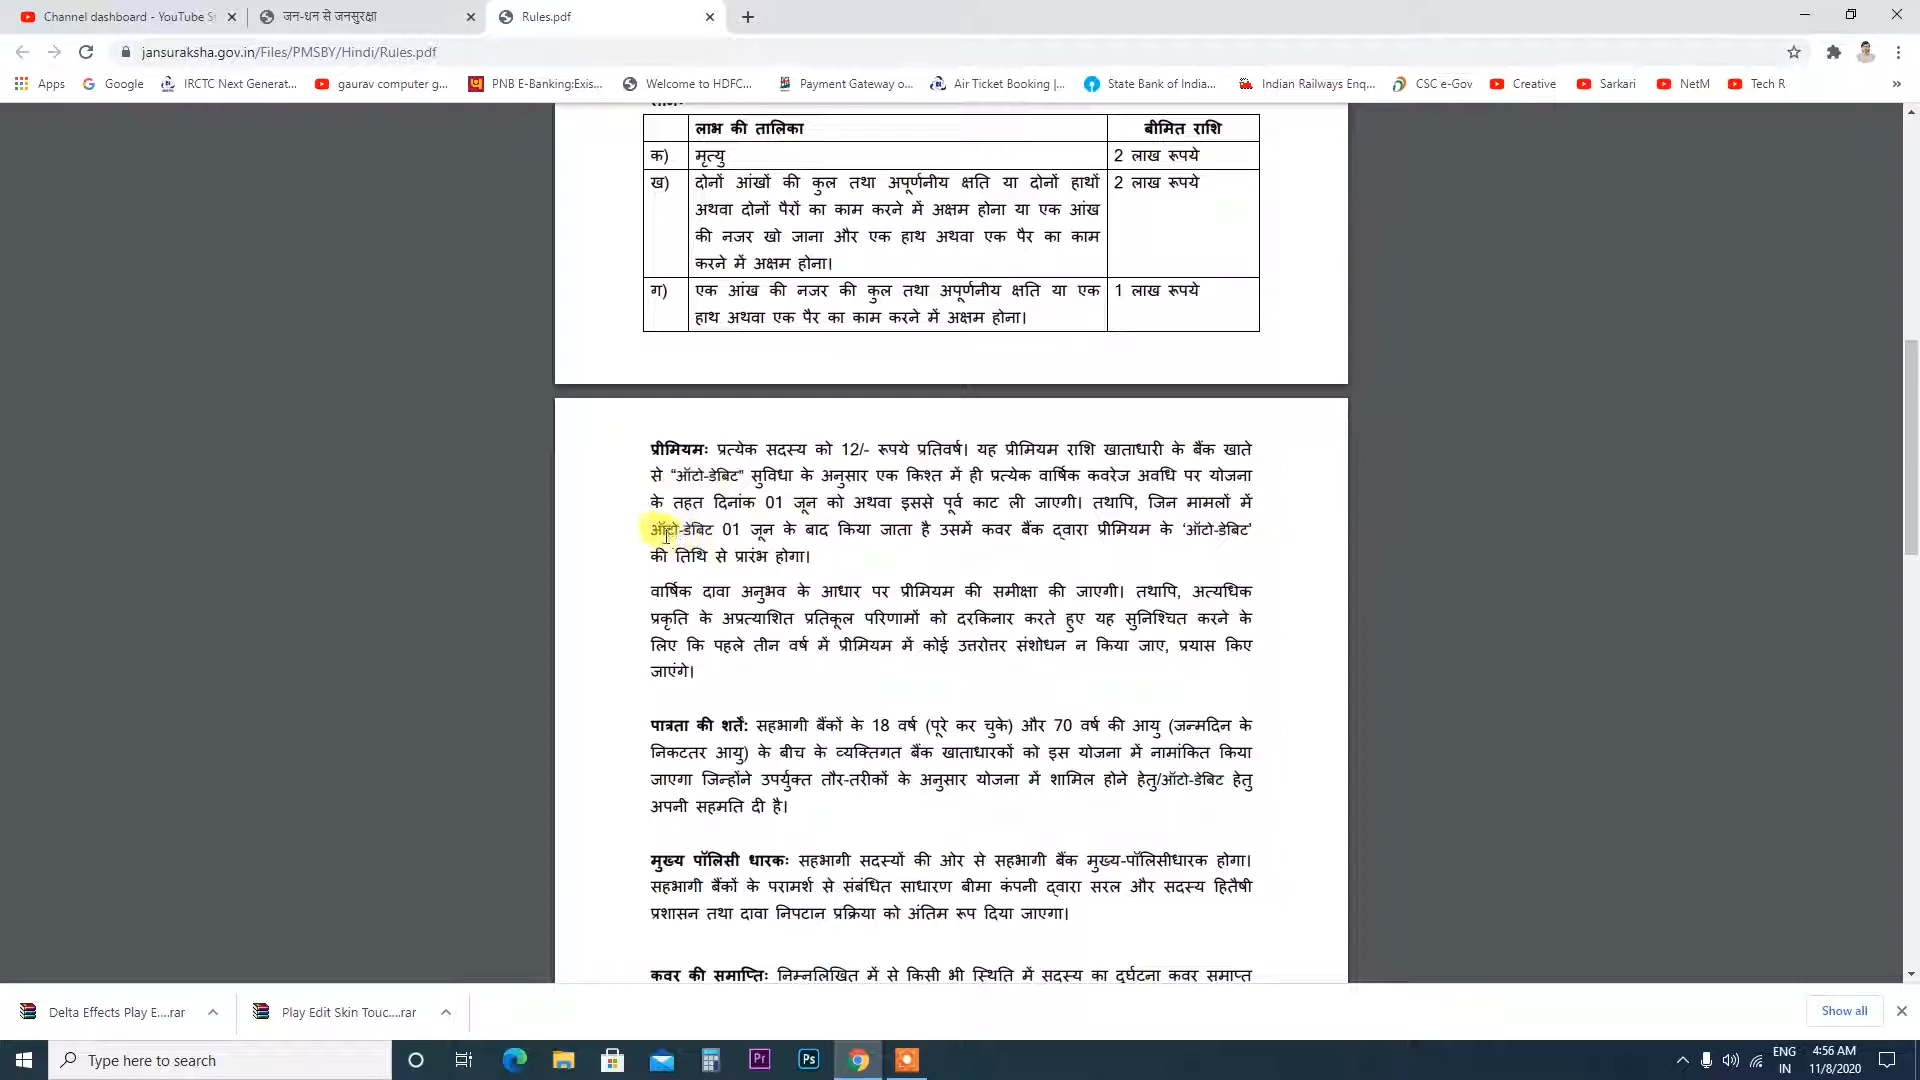 Channel dashboard - YouTube S
जन-धन से जनसुरक्षा
Rules.pdf
jansuraksha.gov.in/Files/PMSBY/Hindi/Rules.pdf
Apps
Google
IRCTC Next Generat...
gaurav computer g...
PNB E-Banking:Exis...
Welcome to HDFC...
Payment Gateway o...
Air Ticket Booking |...
State Bank of India...
Indian Railways Enq...
CSC e-Gov
Creative
Sarkari
NetM
Tech R
लाभ की तालिका बीमित राशि
क) मृत्यु 2 लाख रूपये
ख) दोनों आंखों की कुल तथा अपूर्णनीय क्षति या दोनों हाथों 2 लाख रूपये
अथवा दोनों पैरों का काम करने में अक्षम होना या एक आंख
की नजर खो जाना और एक हाथ अथवा एक पैर का काम
करने में अक्षम होना।
ग) एक आंख की नजर की कुल तथा अपूर्णनीय क्षति या एक 1 लाख रूपये
हाथ अथवा एक पैर का काम करने में अक्षम होना।
प्रीमियमः प्रत्येक सदस्य को 12/- रूपये प्रतिवर्ष। यह प्रीमियम राशि खाताधारी के बैंक खाते
से “ऑटो-डेबिट” सुविधा के अनुसार एक किश्त में ही प्रत्येक वार्षिक कवरेज अवधि पर योजना
के तहत दिनांक 01 जून को अथवा इससे पूर्व काट ली जाएगी। तथापि, जिन मामलों में
ऑटो-डेबिट 01 जून के बाद किया जाता है उसमें कवर बैंक द्वारा प्रीमियम के ‘ऑटो-डेबिट’
की तिथि से प्रारंभ होगा।
वार्षिक दावा अनुभव के आधार पर प्रीमियम की समीक्षा की जाएगी। तथापि, अत्यधिक
प्रकृति के अप्रत्याशित प्रतिकूल परिणामों को दरकिनार करते हुए यह सुनिश्चित करने के
लिए कि पहले तीन वर्ष में प्रीमियम में कोई उत्तरोत्तर संशोधन न किया जाए, प्रयास किए
जाएंगे।
पात्रता की शर्तें: सहभागी बैंकों के 18 वर्ष (पूरे कर चुके) और 70 वर्ष की आयु (जन्मदिन के
निकटतर आयु) के बीच के व्यक्तिगत बैंक खाताधारकों को इस योजना में नामांकित किया
जाएगा जिन्होंने उपर्युक्त तौर-तरीकों के अनुसार योजना में शामिल होने हेतु/ऑटो-डेबिट हेतु
अपनी सहमति दी है।
मुख्य पॉलिसी धारकः सहभागी सदस्यों की ओर से सहभागी बैंक मुख्य-पॉलिसीधारक होगा।
सहभागी बैंकों के परामर्श से संबंधित साधारण बीमा कंपनी द्वारा सरल और सदस्य हितैषी
प्रशासन तथा दावा निपटान प्रक्रिया को अंतिम रूप दिया जाएगा।
कवर की समाप्तिः निम्नलिखित में से किसी भी स्थिति में सदस्य का दुर्घटना कवर समाप्त
Delta Effects Play E....rar
Play Edit Skin Touc....rar
Show all
Type here to search
Pr
Ps
ENG
IN
4:56 AM
11/8/2020